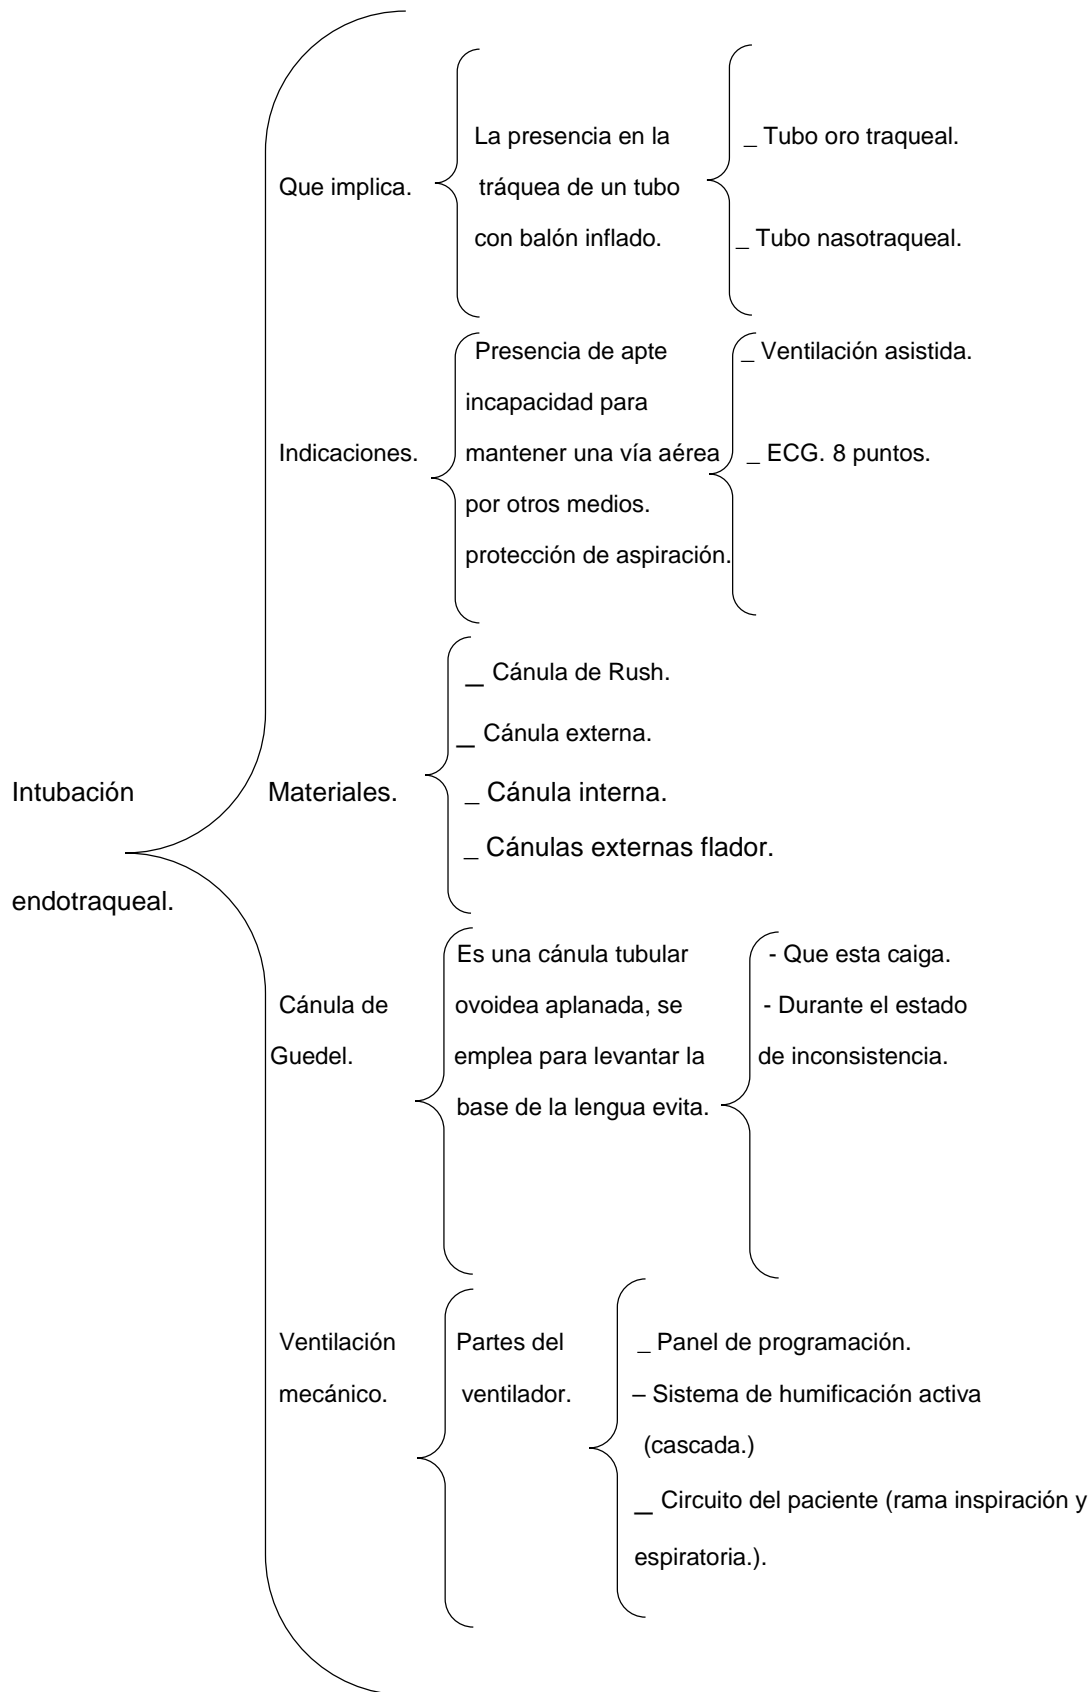 Intubación
endotraqueal.
Que implica.
La presencia en la
tráquea de un tubo
con balón inflado.
_ Tubo oro traqueal.
_ Tubo nasotraqueal.
Indicaciones.
Presencia de apte
incapacidad para
mantener una vía aérea
por otros medios.
protección de aspiración.
_ Ventilación asistida.
_ ECG. 8 puntos.
Materiales.
_ Cánula de Rush.
_ Cánula externa.
_ Cánula interna.
_ Cánulas externas flador.
Cánula de
Guedel.
Es una cánula tubular
ovoidea aplanada, se
emplea para levantar la
base de la lengua evita.
- Que esta caiga.
- Durante el estado
de inconsistencia.
Ventilación
mecánico.
Partes del
ventilador.
_ Panel de programación.
– Sistema de humificación activa
(cascada.)
_ Circuito del paciente (rama inspiración y
espiratoria.).